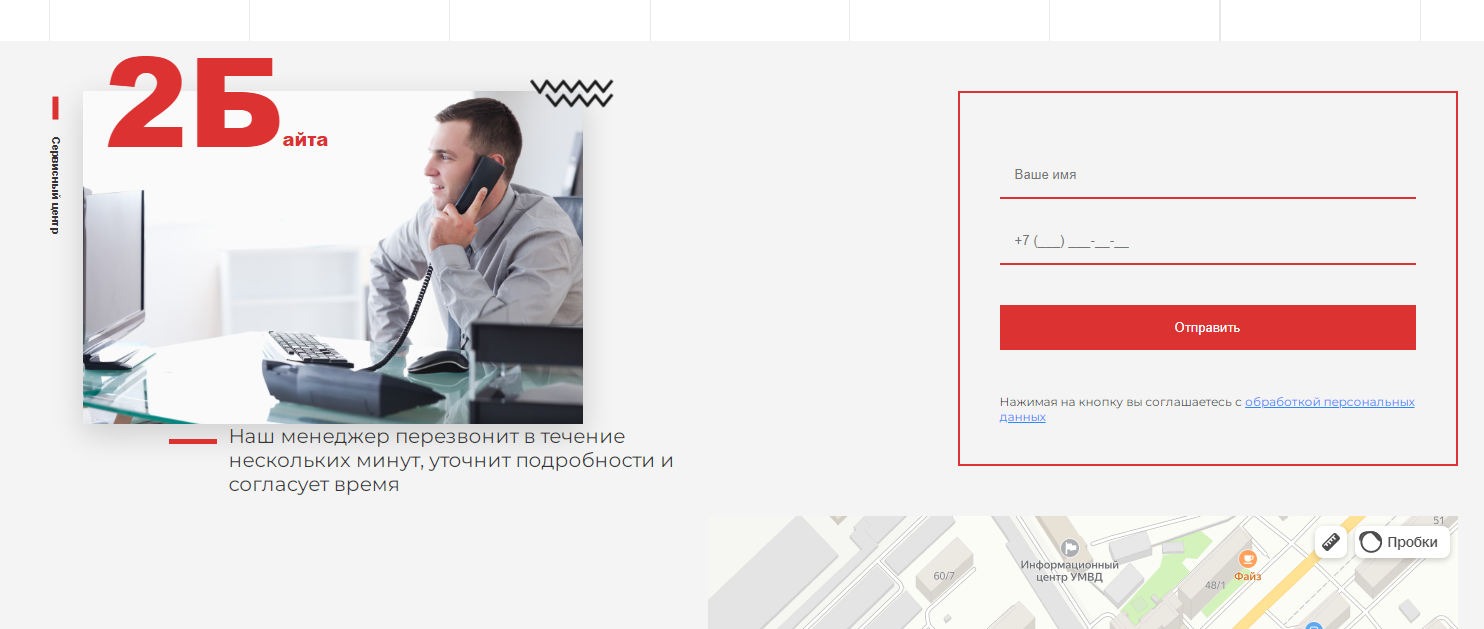 2Байта
Сервисный центр
Наш менеджер перезвонит в течение
нескольких минут, уточнит подробности и
согласует время
Ваше имя
+7 (___) ___-__-__
Отправить
Нажимая на кнопку вы соглашаетесь с обработкой персональных
данных
51
Пробки
Информационный
центр УМВД
Файз
60/7
48/1